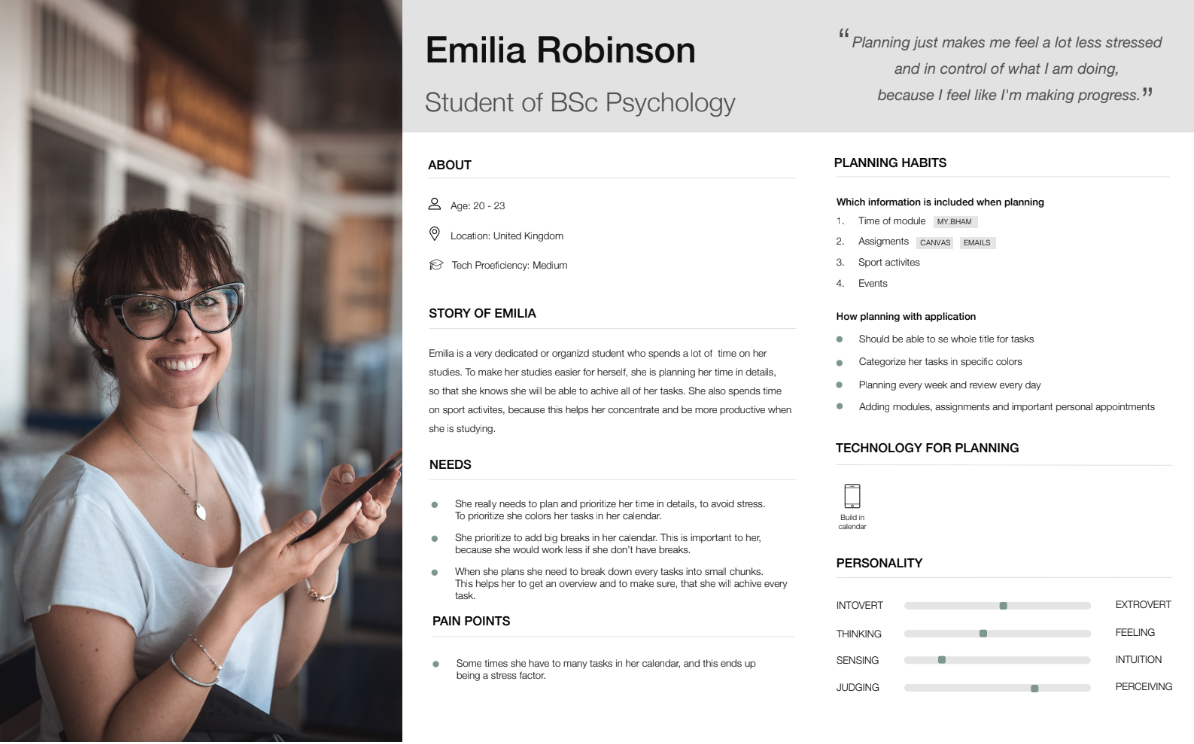 Emilia Robinson
Student of BSc Psychology
“Planning just makes me feel a lot less stressed
and in control of what I am doing,
because I feel like I'm making progress.”
ABOUT
Age: 20 - 23
Location: United Kingdom
Tech Proeficiency: Medium
STORY OF EMILIA
Emilia is a very dedicated or organizd student who spends a lot of time on her
studies. To make her studies easier for herself, she is planning her time in details,
so that she knows she will be able to achive all of her tasks. She also spends time
on sport activites, because this helps her concentrate and be more productive when
she is studying.
NEEDS
She really needs to plan and prioritize her time in details, to avoid stress.
To prioritize she colors her tasks in her calendar.
She prioritize to add big breaks in her calendar. This is important to her,
because she would work less if she don't have breaks.
When she plans she need to break down every tasks into small chunks.
This helps her to get an overview and to make sure, that she will achive every
task.
PAIN POINTS
Some times she have to many tasks in her calendar, and this ends up
being a stress factor.
PLANNING HABITS
Which information is included when planning
1. Time of module MY.BHAM
2. Assigments CANVAS EMAILS
3. Sport activites
4. Events
How planning with application
Should be able to se whole title for tasks
Categorize her tasks in specific colors
Planning every week and review every day
Adding modules, assignments and important personal appointments
TECHNOLOGY FOR PLANNING
Build in
calendar
PERSONALITY
INTOVERT EXTROVERT
THINKING FEELING
SENSING INTUITION
JUDGING PERCEIVING